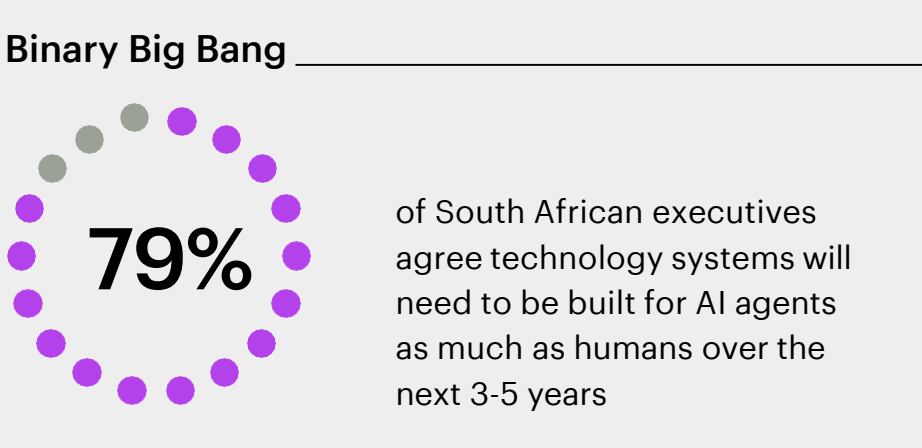 Binary Big Bang
79%
of South African executives
agree technology systems will
need to be built for AI agents
as much as humans over the
next 3-5 years